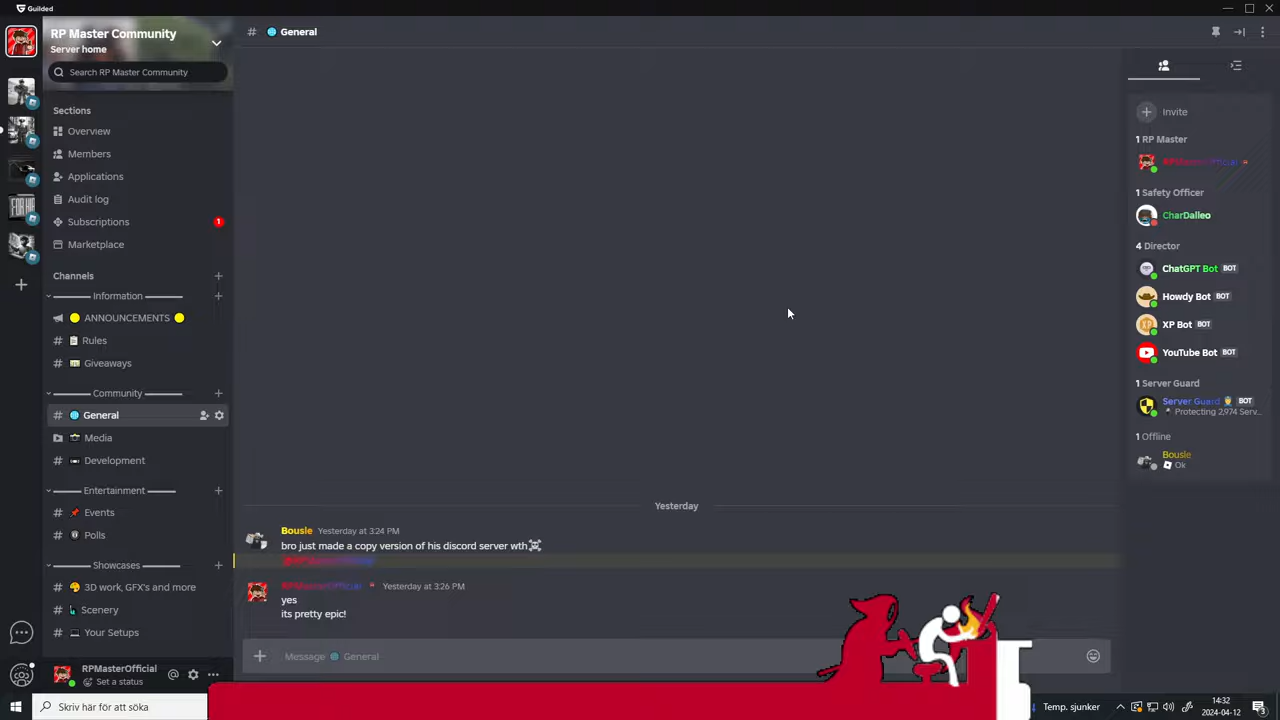 Guilded
RP Master Community
Server home
Search RP Master Community
Sections
Overview
Members
Applications
Audit log
Subscriptions
1
Marketplace
Channels
Information
ANNOUNCEMENTS
Rules
Giveaways
Community
General
Media
Development
Entertainment
Events
Polls
Showcases
3D work, GFX's and more
Scenery
Your Setups
RPMasterOfficial
Set a status
# General
Yesterday
Bousie Yesterday at 3:24 PM
bro just made a copy version of his discord server wth
@RPMasterOfficial
RPMasterOfficial Yesterday at 3:26 PM
yes
its pretty epic!
Message General
Invite
1 RP Master
RPMasterOfficial
1 Safety Officer
CharDalleo
4 Director
ChatGPT Bot BOT
Howdy Bot BOT
XP Bot BOT
YouTube Bot BOT
1 Server Guard
Server Guard BOT
Protecting 2,974 Serv...
1 Offline
Bousie
Ok
Skriv här för att söka
Temp. sjunker
14:32
2024-04-12
3